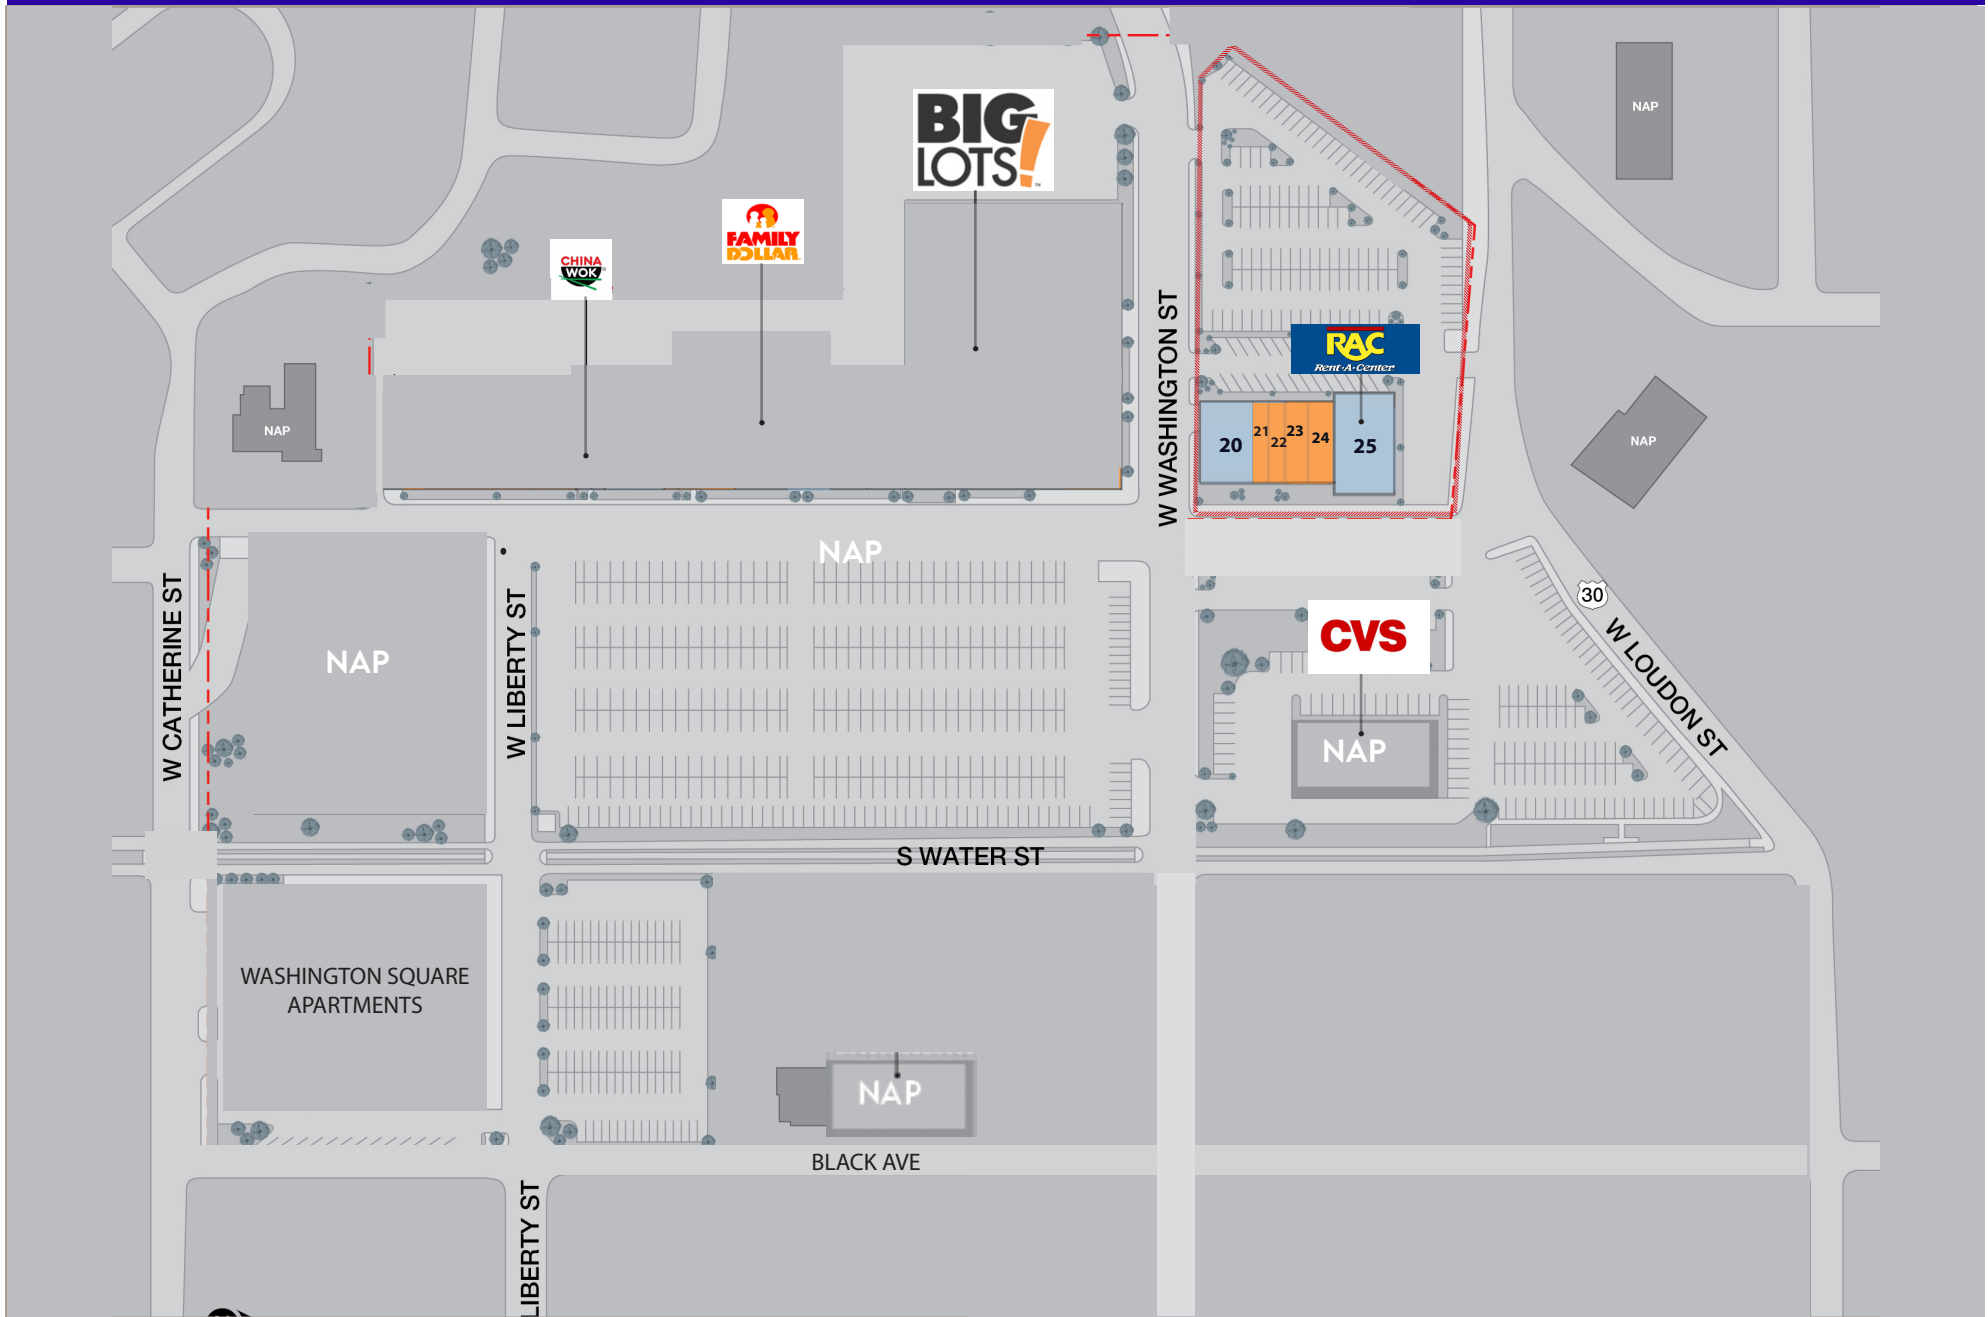 NAP
BIG
LOTS!
™
FAMILY
DOLLAR
CHINA
WOK
®
RAC
Rent-A-Center
NAP
20
21
22
23
24
25
NAP
W WASHINGTON ST
NAP
NAP
W CATHERINE ST
W LIBERTY ST
NAP
CVS
NAP
30
W LOUDON ST
S WATER ST
WASHINGTON SQUARE
APARTMENTS
NAP
BLACK AVE
LIBERTY ST